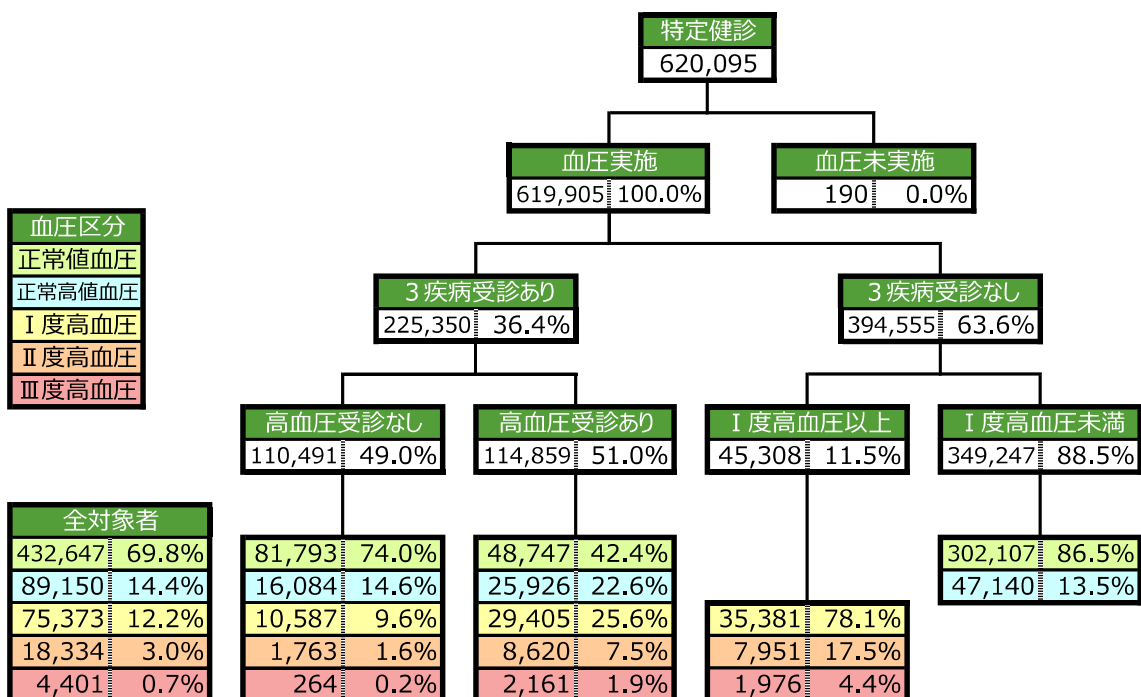 特定健診
620,095
血圧実施
619,905 100.0%
血圧未実施
190 0.0%
血圧区分
正常値血圧
正常高値血圧
Ⅰ度高血圧
Ⅱ度高血圧
Ⅲ度高血圧
3疾病受診あり
225,350 36.4%
3疾病受診なし
394,555 63.6%
高血圧受診なし
110,491 49.0%
高血圧受診あり
114,859 51.0%
Ⅰ度高血圧以上
45,308 11.5%
Ⅰ度高血圧未満
349,247 88.5%
全対象者
432,647 69.8%
89,150 14.4%
75,373 12.2%
18,334 3.0%
4,401 0.7%
81,793 74.0%
16,084 14.6%
10,587 9.6%
1,763 1.6%
264 0.2%
48,747 42.4%
25,926 22.6%
29,405 25.6%
8,620 7.5%
2,161 1.9%
35,381 78.1%
7,951 17.5%
1,976 4.4%
302,107 86.5%
47,140 13.5%